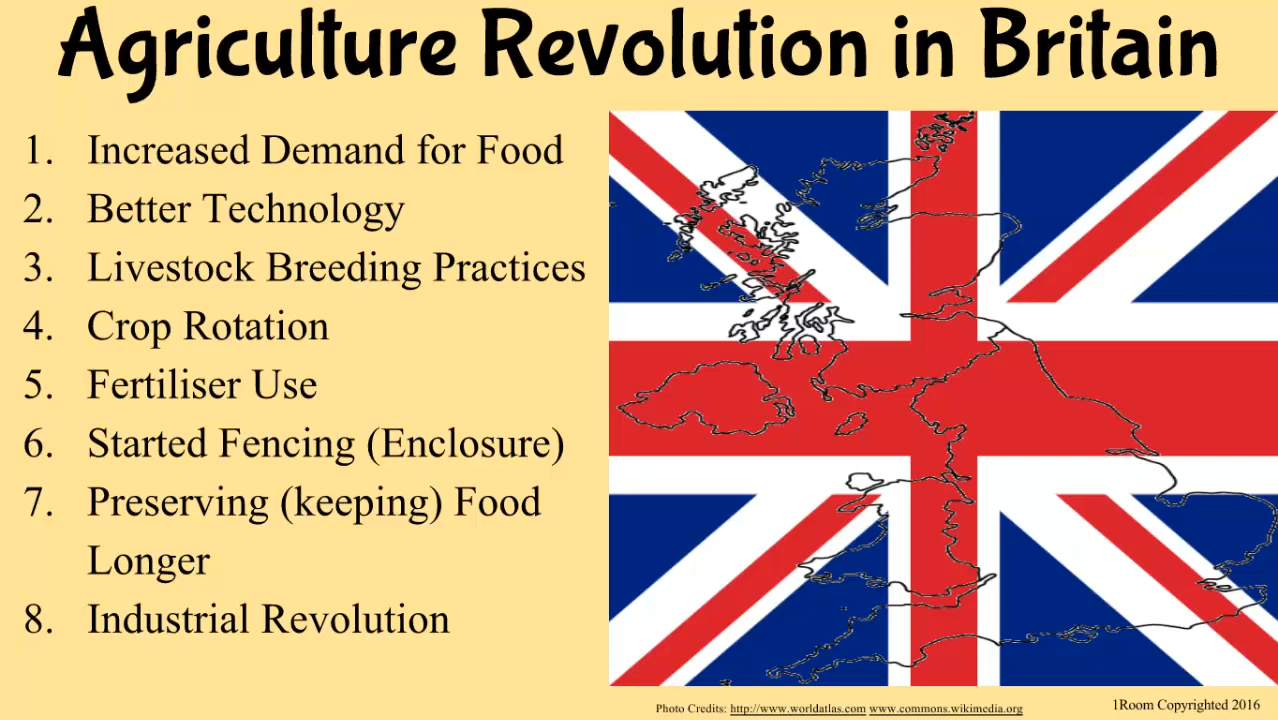 Agriculture Revolution in Britain
1. Increased Demand for Food
2. Better Technology
3. Livestock Breeding Practices
4. Crop Rotation
5. Fertiliser Use
6. Started Fencing (Enclosure)
7. Preserving (keeping) Food
Longer
8. Industrial Revolution
Photo Credits: http://www.worldatlas.com www.commons.wikimedia.org
1Room Copyrighted 2016